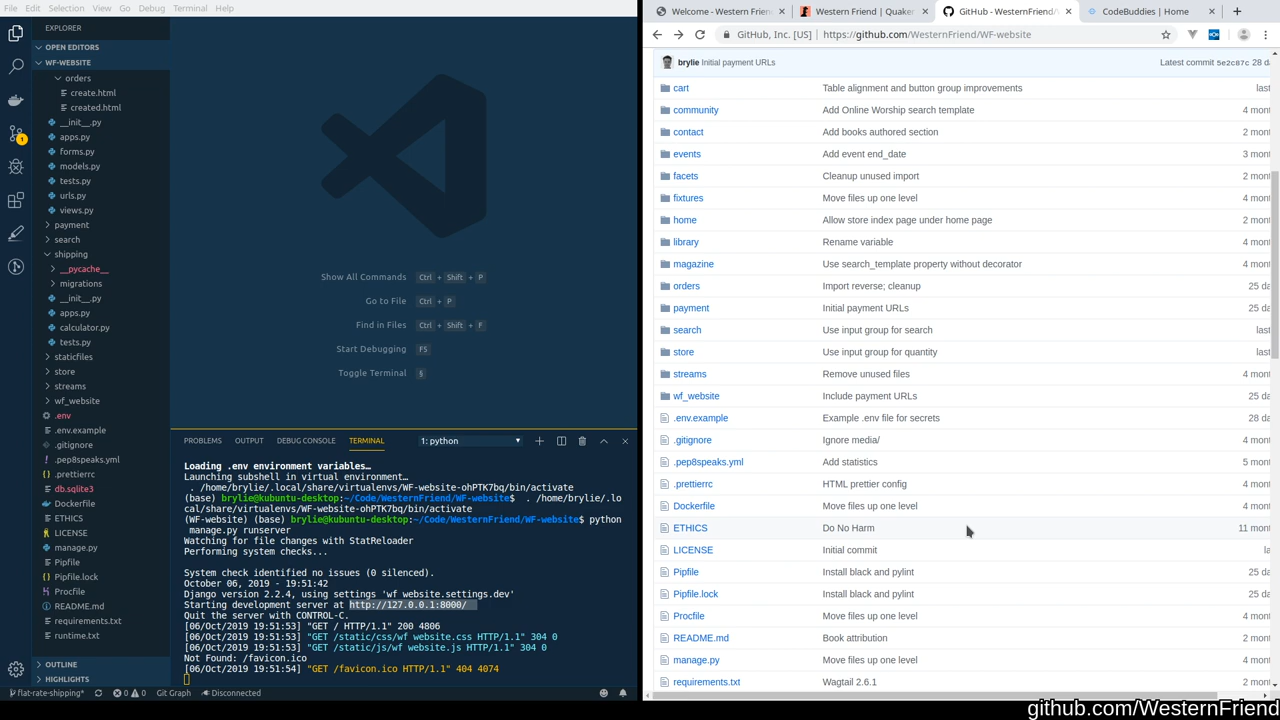 File Edit Selection View Go Debug Terminal Help
EXPLORER
OPEN EDITORS
WF-WEBSITE
orders
create.html
created.html
__init__.py
apps.py
forms.py
models.py
tests.py
urls.py
views.py
payment
search
shipping
__pycache__
migrations
__init__.py
apps.py
calculator.py
tests.py
staticfiles
store
streams
wf_website
.env
.env.example
.gitignore
.pep8speaks.yml
.prettierrc
db.sqlite3
Dockerfile
ETHICS
LICENSE
manage.py
Pipfile
Pipfile.lock
Procfile
README.md
requirements.txt
runtime.txt
OUTLINE
HIGHLIGHTS
1
Show All Commands Ctrl + Shift + P
Go to File Ctrl + P
Find in Files Ctrl + Shift + F
Start Debugging F5
Toggle Terminal §
PROBLEMS OUTPUT DEBUG CONSOLE TERMINAL 1: python
Loading .env environment variables…
Launching subshell in virtual environment…
. /home/brylie/.local/share/virtualenvs/WF-website-ohPTK7bq/bin/activate
(base) brylie@kubuntu-desktop:~/Code/WesternFriend/WF-website$ . /home/brylie/.lo
cal/share/virtualenvs/WF-website-ohPTK7bq/bin/activate
(WF-website) (base) brylie@kubuntu-desktop:~/Code/WesternFriend/WF-website$ python
manage.py runserver
Watching for file changes with StatReloader
Performing system checks...
System check identified no issues (0 silenced).
October 06, 2019 - 19:51:42
Django version 2.2.4, using settings 'wf_website.settings.dev'
Starting development server at http://127.0.0.1:8000/
Quit the server with CONTROL-C.
[06/Oct/2019 19:51:53] "GET / HTTP/1.1" 200 4806
[06/Oct/2019 19:51:53] "GET /static/css/wf_website.css HTTP/1.1" 304 0
[06/Oct/2019 19:51:53] "GET /static/js/wf_website.js HTTP/1.1" 304 0
Not Found: /favicon.ico
[06/Oct/2019 19:51:54] "GET /favicon.ico HTTP/1.1" 404 4074
flat-rate-shipping* 0 0 Git Graph Disconnected
Welcome - Western Frien Western Friend | Quaker GitHub - WesternFriend/W CodeBuddies | Home
GitHub, Inc. [US] https://github.com/WesternFriend/WF-website
brylie Initial payment URLs Latest commit 5e2c87c 28 da
cart Table alignment and button group improvements las
community Add Online Worship search template 4 mont
contact Add books authored section 2 mont
events Add event end_date 3 mont
facets Cleanup unused import 2 mont
fixtures Move files up one level 4 mont
home Allow store index page under home page 2 mont
library Rename variable 4 mont
magazine Use search_template property without decorator 4 mont
orders Import reverse; cleanup 25 da
payment Initial payment URLs 25 da
search Use input group for search last
store Use input group for quantity last
streams Remove unused files 4 mont
wf_website Include payment URLs 25 da
.env.example Example .env file for secrets 28 da
.gitignore Ignore media/ 4 mont
.pep8speaks.yml Add statistics 5 mont
.prettierrc HTML prettier config 4 mont
Dockerfile Move files up one level 4 mont
ETHICS Do No Harm 11 mont
LICENSE Initial commit la
Pipfile Install black and pylint 25 da
Pipfile.lock Install black and pylint 25 da
Procfile Move files up one level 4 mont
README.md Book attribution 2 mont
manage.py Move files up one level 4 mont
requirements.txt Wagtail 2.6.1 2 mont
github.com/WesternFriend